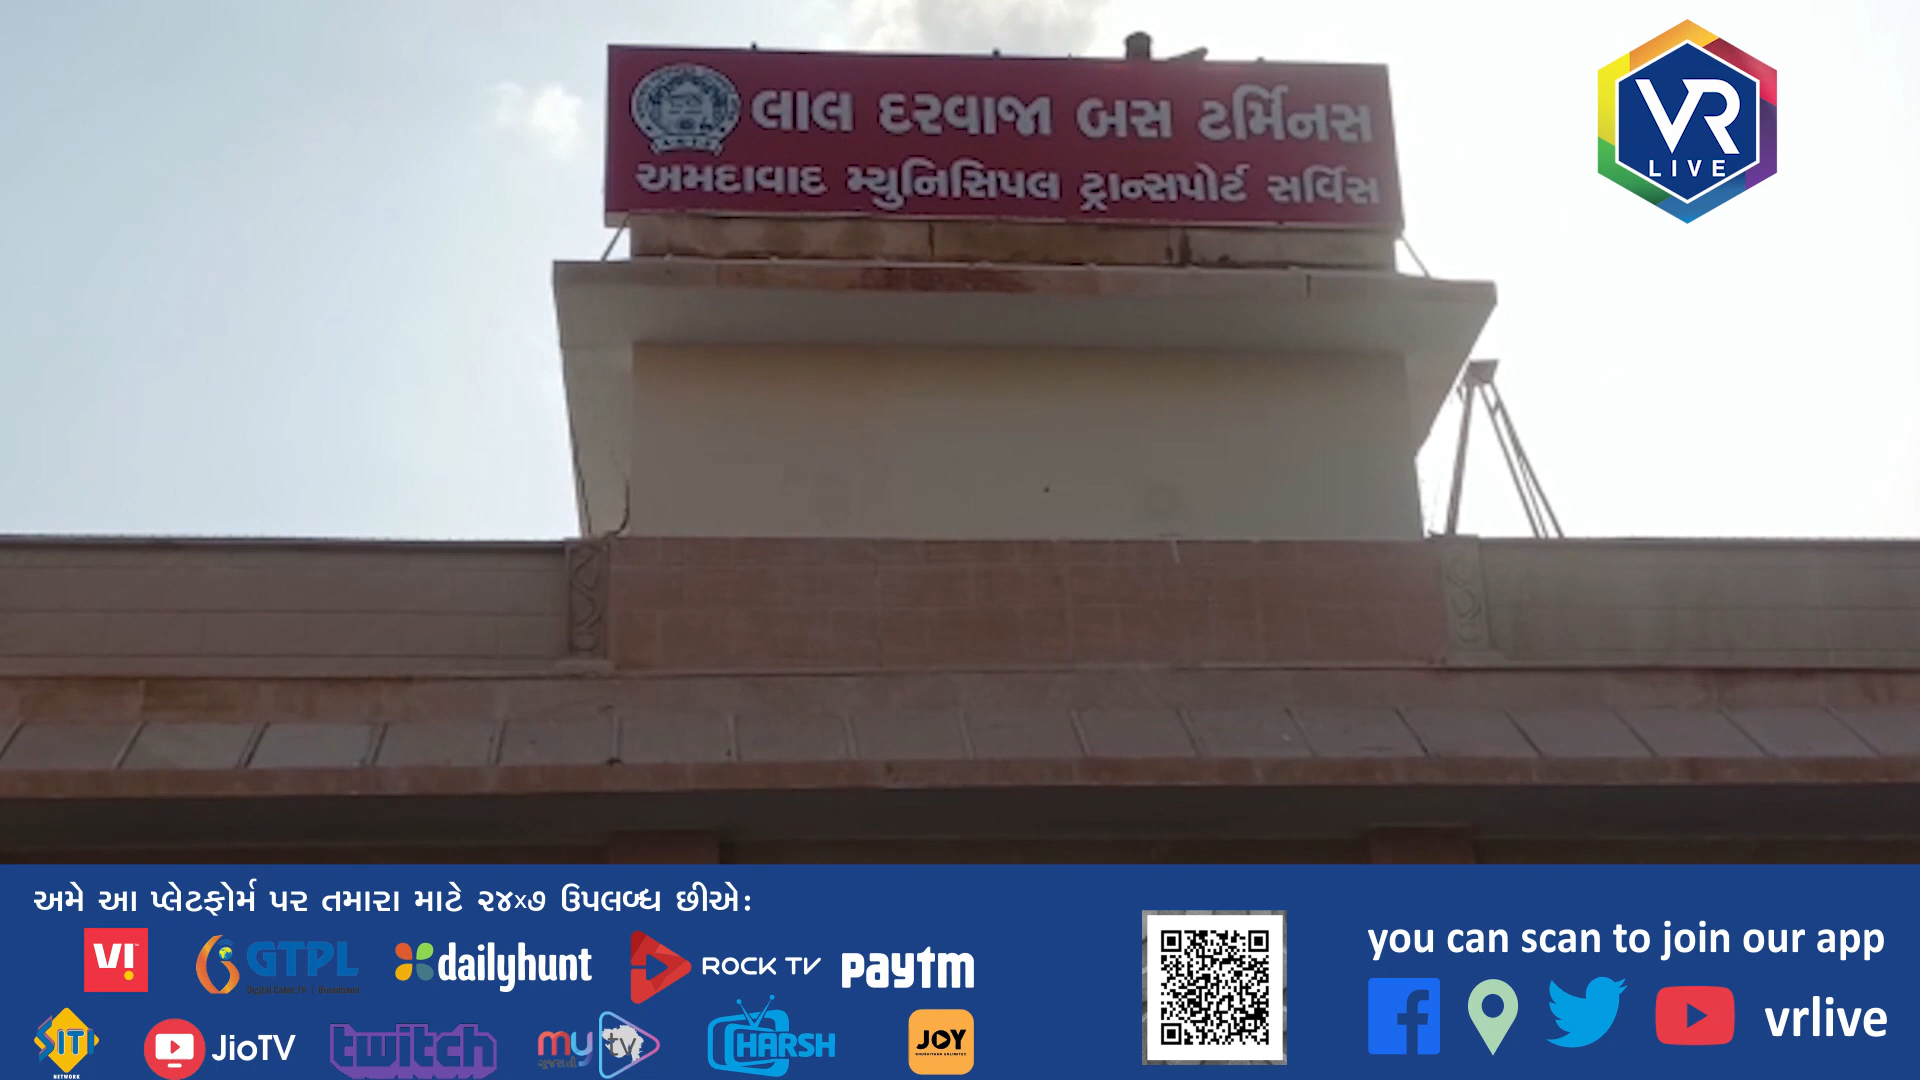 લાલ દરવાજા બસ ટર્મિનસ
અમદાવાદ મ્યુનિસિપલ ટ્રાન્સપોર્ટ સર્વિસ
VR
LIVE
અમે આ પ્લેટફોર્મ પર તમારા માટે ૨૪x૭ ઉપલબ્ધ છીએ:
VI GTPL dailyhunt ROCK TV paytm
SITI NETWORK JioTV twitch my tv HARSH JOY
you can scan to join our app
vrlive